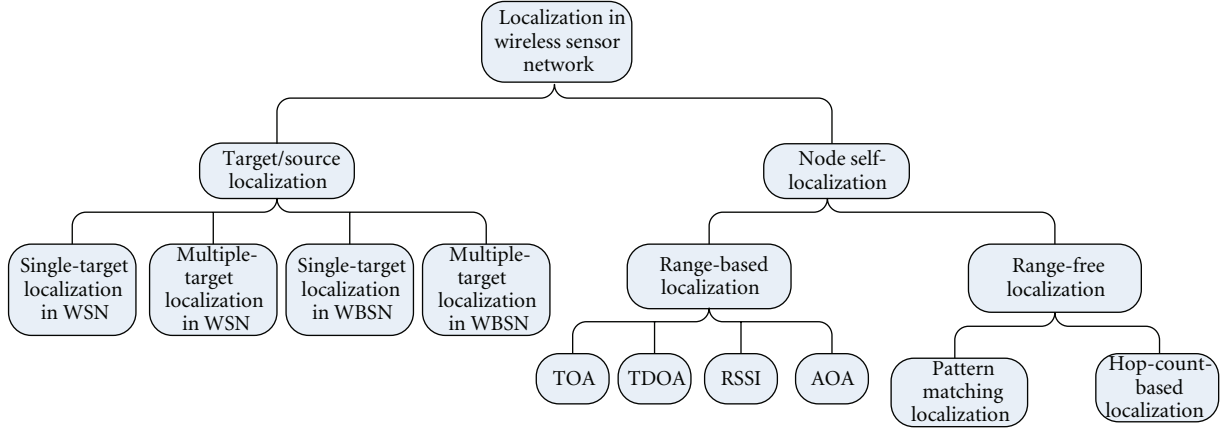 Localization in
wireless sensor
network
Target/source
localization
Node self-
localization
Single-target
localization
in WSN
Multiple-
target
localization
in WSN
Single-target
localization
in WBSN
Multiple-
target
localization
in WBSN
Range-based
localization
Range-free
localization
TOA
TDOA
RSSI
AOA
Pattern
matching
localization
Hop-count-
based
localization